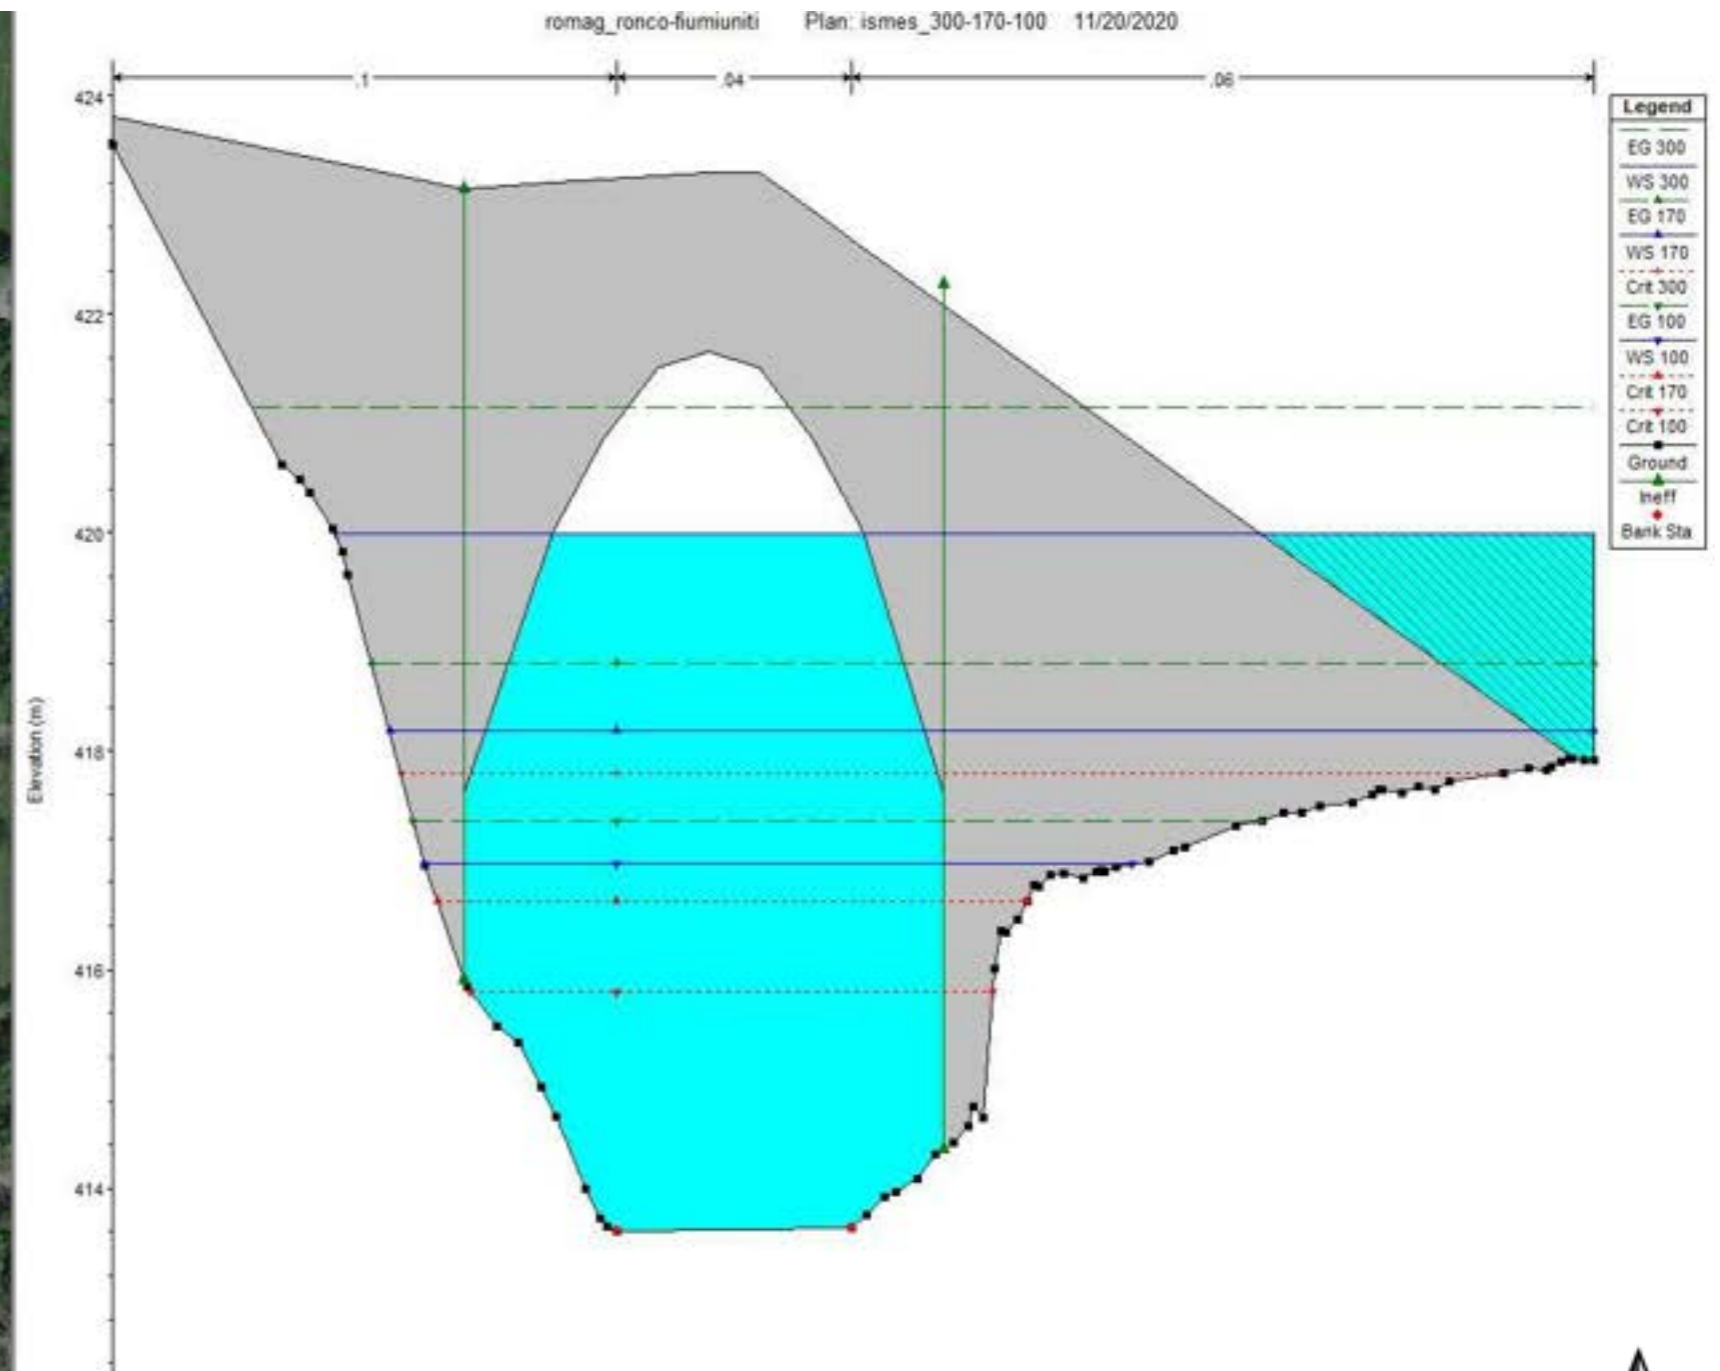 romag_ronco-fiumiuniti Plan: ismes_300-170-100 11/20/2020
.1 .04 .06
424
422
420
418
416
414
Elevation (m)
Legend
EG 300
WS 300
EG 170
WS 170
Crit 300
EG 100
WS 100
Crit 170
Crit 100
Ground
Ineff
Bank Sta